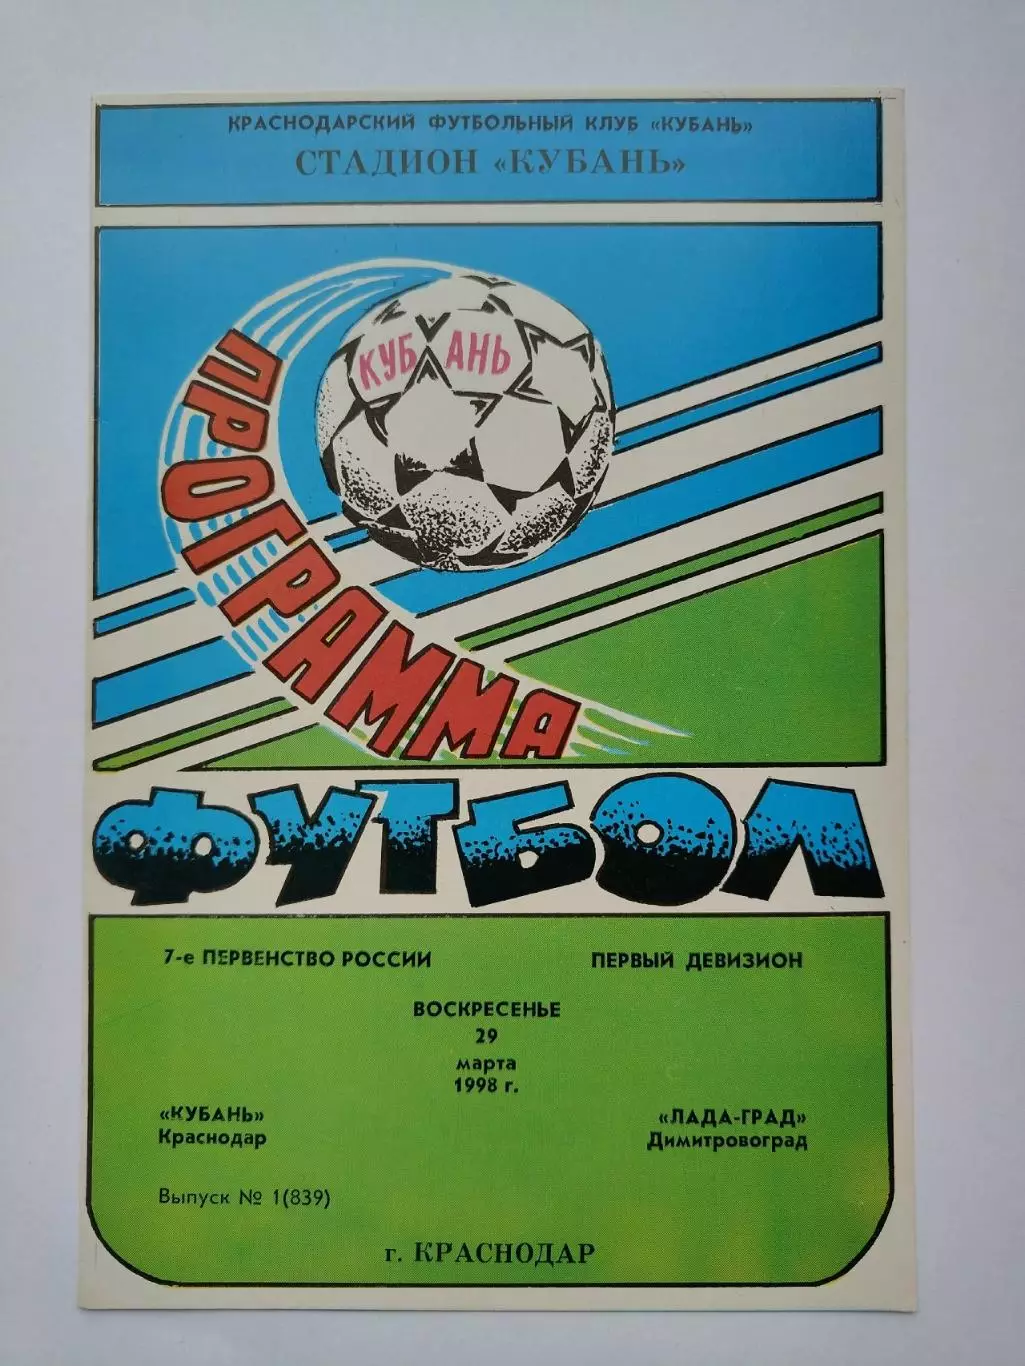 КРАСНОДАРСКИЙ ФУТБОЛЬНЫЙ КЛУБ «КУБАНЬ»
СТАДИОН «КУБАНЬ»
КУБАНЬ
ПРОГРАММА
ФУТБОЛ
7-е ПЕРВЕНСТВО РОССИИ ПЕРВЫЙ ДЕВИЗИОН
ВОСКРЕСЕНЬЕ
29
марта
1998 г.
«КУБАНЬ» «ЛАДА-ГРАД»
Краснодар Димитровоград
Выпуск № 1(839)
г. КРАСНОДАР